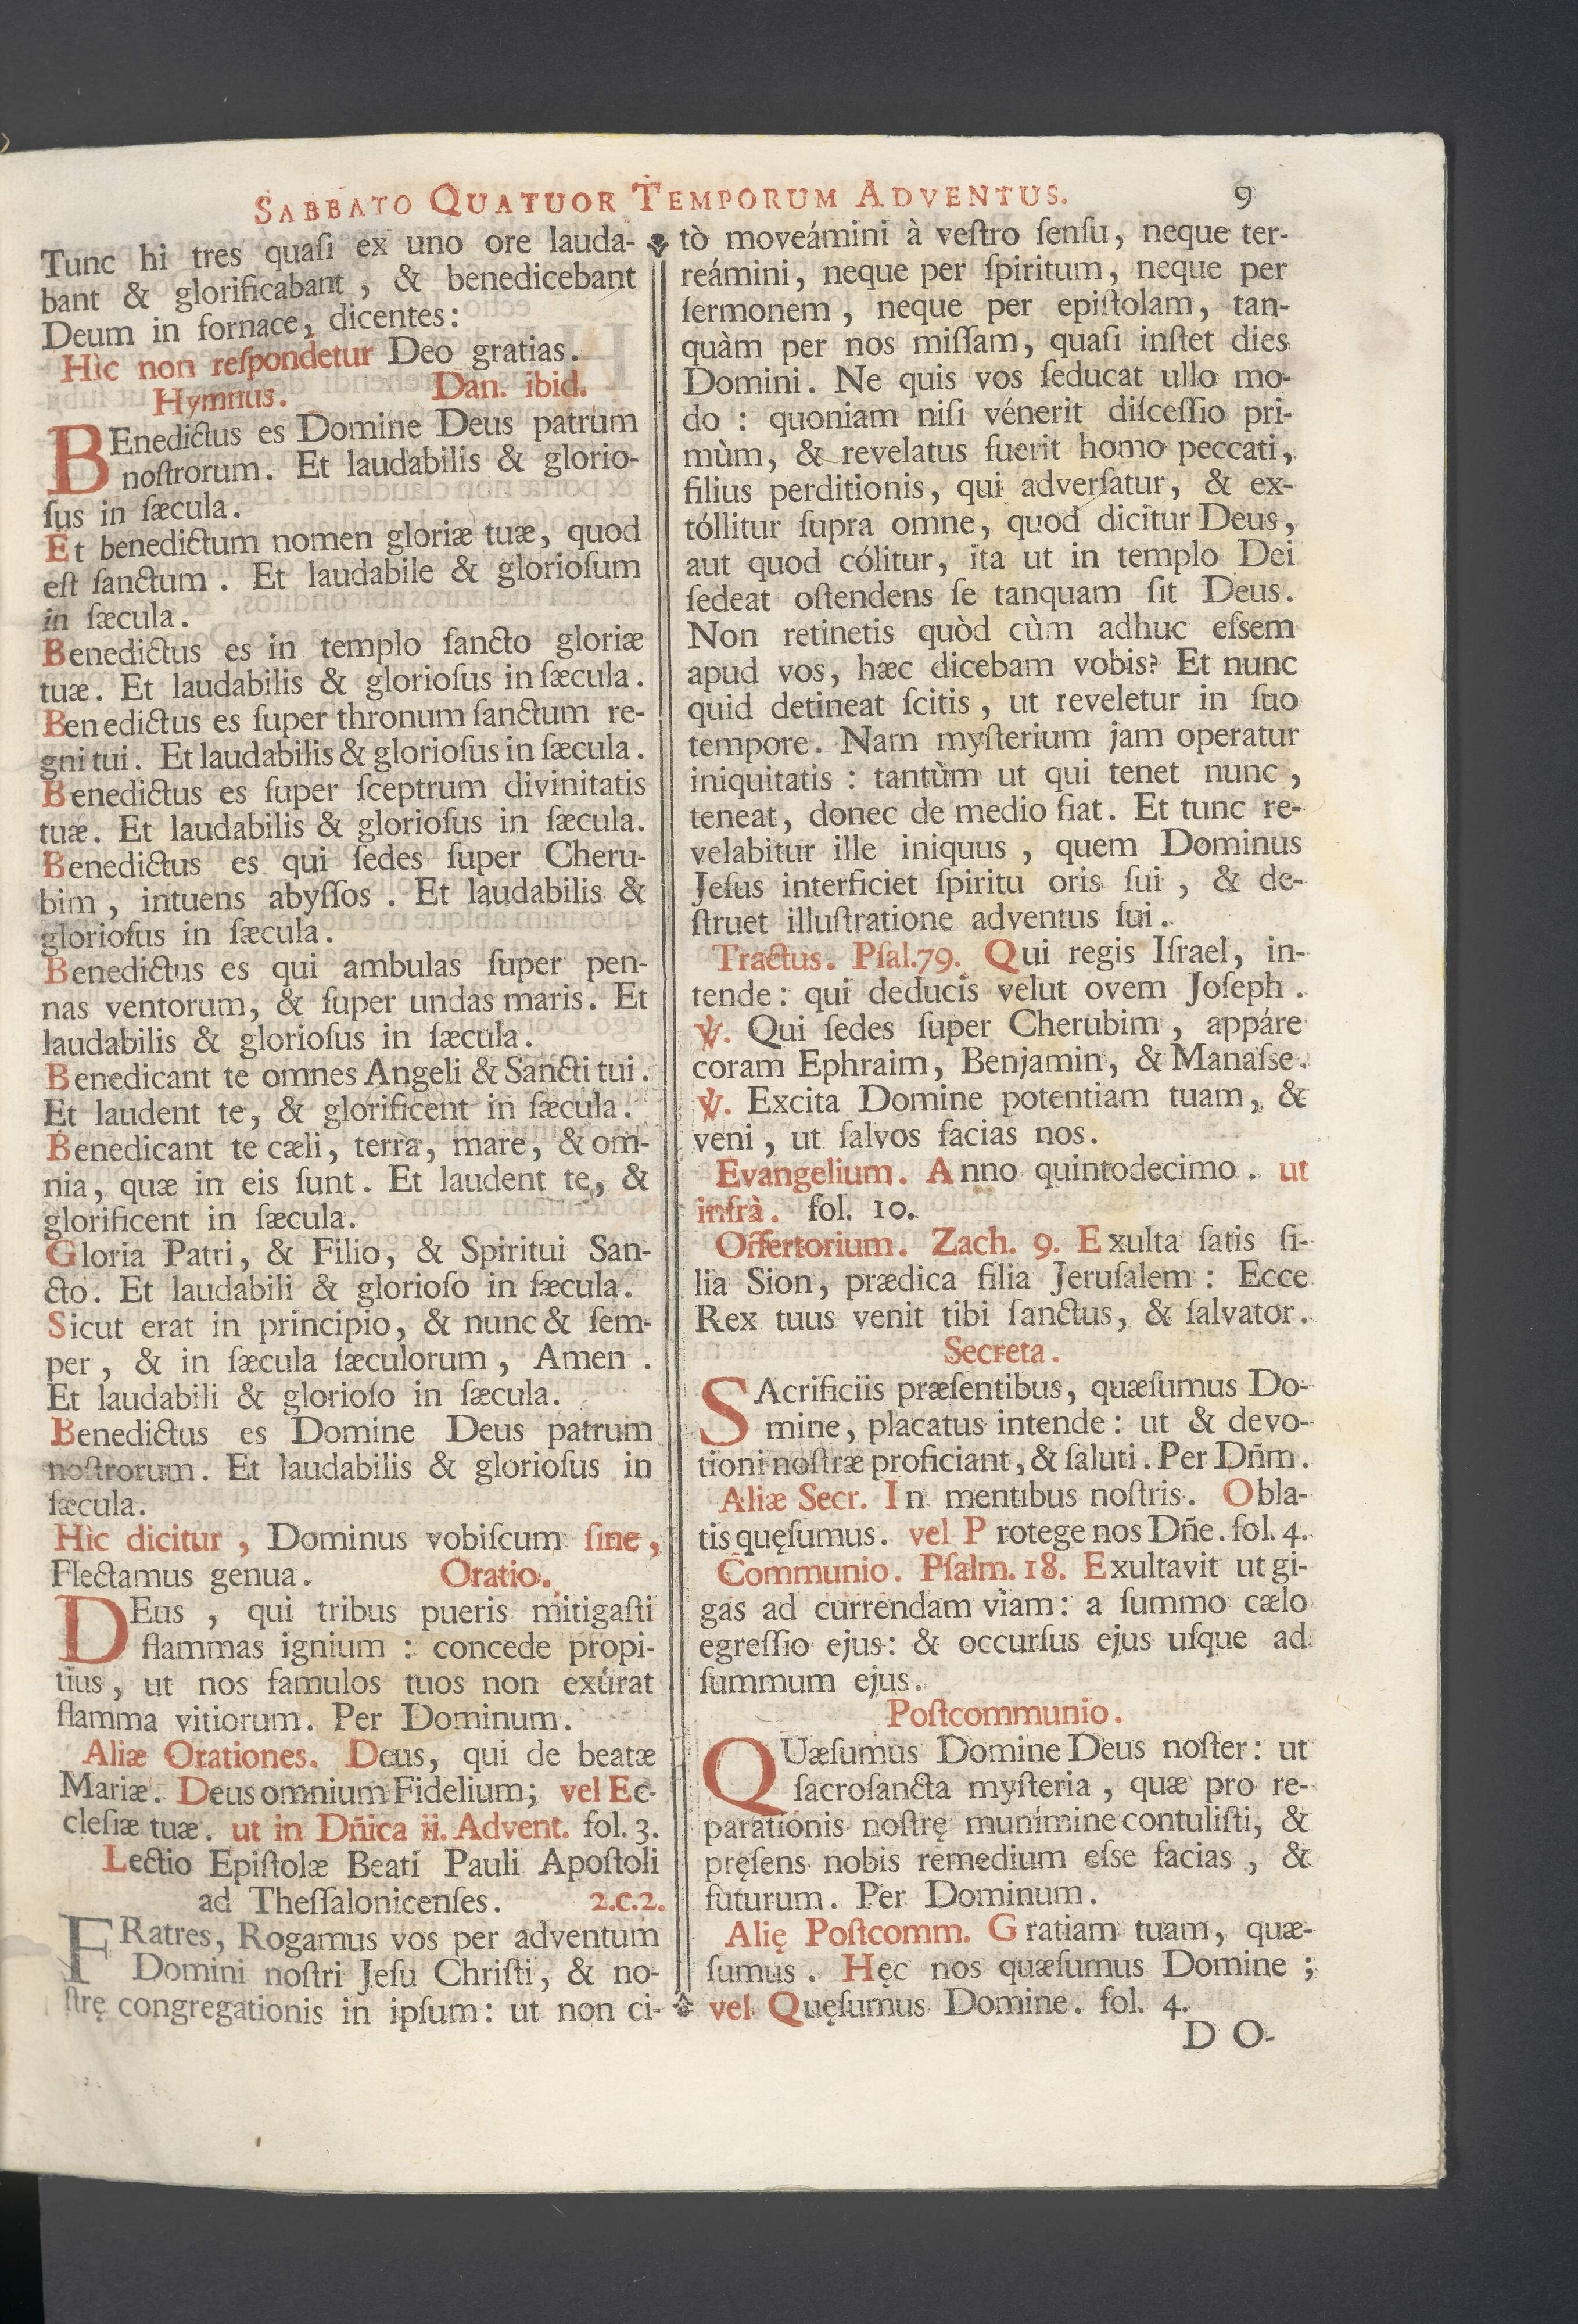 SABBATO QUATUOR TEMPORUM ADVENTUS. 9
Tunc hi tres quaſi ex uno ore lauda-
bant & glorificabant, & benedicebant
Deum in fornace, dicentes:
Hìc non reſpondetur Deo gratias.
Hymnus. Dan. ibid.
BEnedictus es Domine Deus patrum
noſtrorum. Et laudabilis & glorio-
ſus in ſæcula.
Et benedictum nomen gloriæ tuæ, quod
eſt ſanctum. Et laudabile & glorioſum
in ſæcula.
Benedictus es in templo ſancto gloriæ
tuæ. Et laudabilis & glorioſus in ſæcula.
Benedictus es ſuper thronum ſanctum re-
gni tui. Et laudabilis & glorioſus in ſæcula.
Benedictus es ſuper ſceptrum divinitatis
tuæ. Et laudabilis & glorioſus in ſæcula.
Benedictus es qui ſedes ſuper Cheru-
bim, intuens abyſſos. Et laudabilis &
glorioſus in ſæcula.
Benedictus es qui ambulas ſuper pen-
nas ventorum, & ſuper undas maris. Et
laudabilis & glorioſus in ſæcula.
Benedicant te omnes Angeli & Sancti tui.
Et laudent te, & glorificent in ſæcula.
Benedicant te cæli, terra, mare, & om-
nia, quæ in eis ſunt. Et laudent te, &
glorificent in ſæcula.
Gloria Patri, & Filio, & Spiritui San-
cto. Et laudabili & glorioſo in ſæcula.
Sicut erat in principio, & nunc & ſem-
per, & in ſæcula ſæculorum, Amen.
Et laudabili & glorioſo in ſæcula.
Benedictus es Domine Deus patrum
noſtrorum. Et laudabilis & glorioſus in
ſæcula.
Hìc dicitur, Dominus vobiſcum ſine,
Flectamus genua. Oratio.
DEus, qui tribus pueris mitigaſti
flammas ignium: concede propi-
tius, ut nos famulos tuos non exúrat
flamma vitiorum. Per Dominum.
Aliæ Orationes. Deus, qui de beatæ
Mariæ. Deus omnium Fidelium; vel Ec-
cleſiæ tuæ. ut in Dñica ii. Advent. fol. 3.
Lectio Epiſtolæ Beati Pauli Apoſtoli
ad Theſſalonicenſes. 2.c.2.
FRatres, Rogamus vos per adventum
Domini noſtri Jeſu Chriſti, & no-
ſtrę congregationis in ipſum: ut non ci-
tò moveámini à veſtro ſenſu, neque ter-
reámini, neque per ſpiritum, neque per
ſermonem, neque per epiſtolam, tan-
quàm per nos miſſam, quaſi inſtet dies
Domini. Ne quis vos ſeducat ullo mo-
do: quoniam niſi vénerit diſceſſio pri-
mùm, & revelatus fuerit homo peccati,
filius perditionis, qui adverſatur, & ex-
tóllitur ſupra omne, quod dicitur Deus,
aut quod cólitur, ita ut in templo Dei
ſedeat oſtendens ſe tanquam ſit Deus.
Non retinetis quòd cùm adhuc eſsem
apud vos, hæc dicebam vobis? Et nunc
quid detineat ſcitis, ut reveletur in ſuo
tempore. Nam myſterium jam operatur
iniquitatis: tantùm ut qui tenet nunc,
teneat, donec de medio fiat. Et tunc re-
velabitur ille iniquus, quem Dominus
Jeſus interficiet ſpiritu oris ſui, & de-
ſtruet illuſtratione adventus ſui.
Tractus. Pſal.79. Qui regis Iſrael, in-
tende: qui deducis velut ovem Joſeph.
℣. Qui ſedes ſuper Cherubim, appáre
coram Ephraim, Benjamin, & Manaſse.
℣. Excita Domine potentiam tuam, &
veni, ut ſalvos facias nos.
Evangelium. Anno quintodecimo. ut
infrà. fol. 10.
Offertorium. Zach. 9. Exulta ſatis fi-
lia Sion, prædica filia Jeruſalem: Ecce
Rex tuus venit tibi ſanctus, & ſalvator.
Secreta.
SAcrificiis præſentibus, quæſumus Do-
mine, placatus intende: ut & devo-
tioni noſtræ proficiant, & ſaluti. Per Dñm.
Aliæ Secr. In mentibus noſtris. Obla-
tis quęſumus. vel Protege nos Dñe. fol. 4.
Communio. Pſalm. 18. Exultavit ut gi-
gas ad currendam vìam: a ſummo cælo
egreſſio ejus: & occurſus ejus uſque ad
ſummum ejus.
Poſtcommunio.
QUæſumus Domine Deus noſter: ut
ſacroſancta myſteria, quæ pro re-
parationis noſtrę munímine contuliſti, &
pręſens nobis remedium eſse facias, &
futurum. Per Dominum.
Alię Poſtcomm. Gratiam tuam, quæ-
ſumus. Hęc nos quæſumus Domine;
vel Quęſumus Domine. fol. 4.
D O-